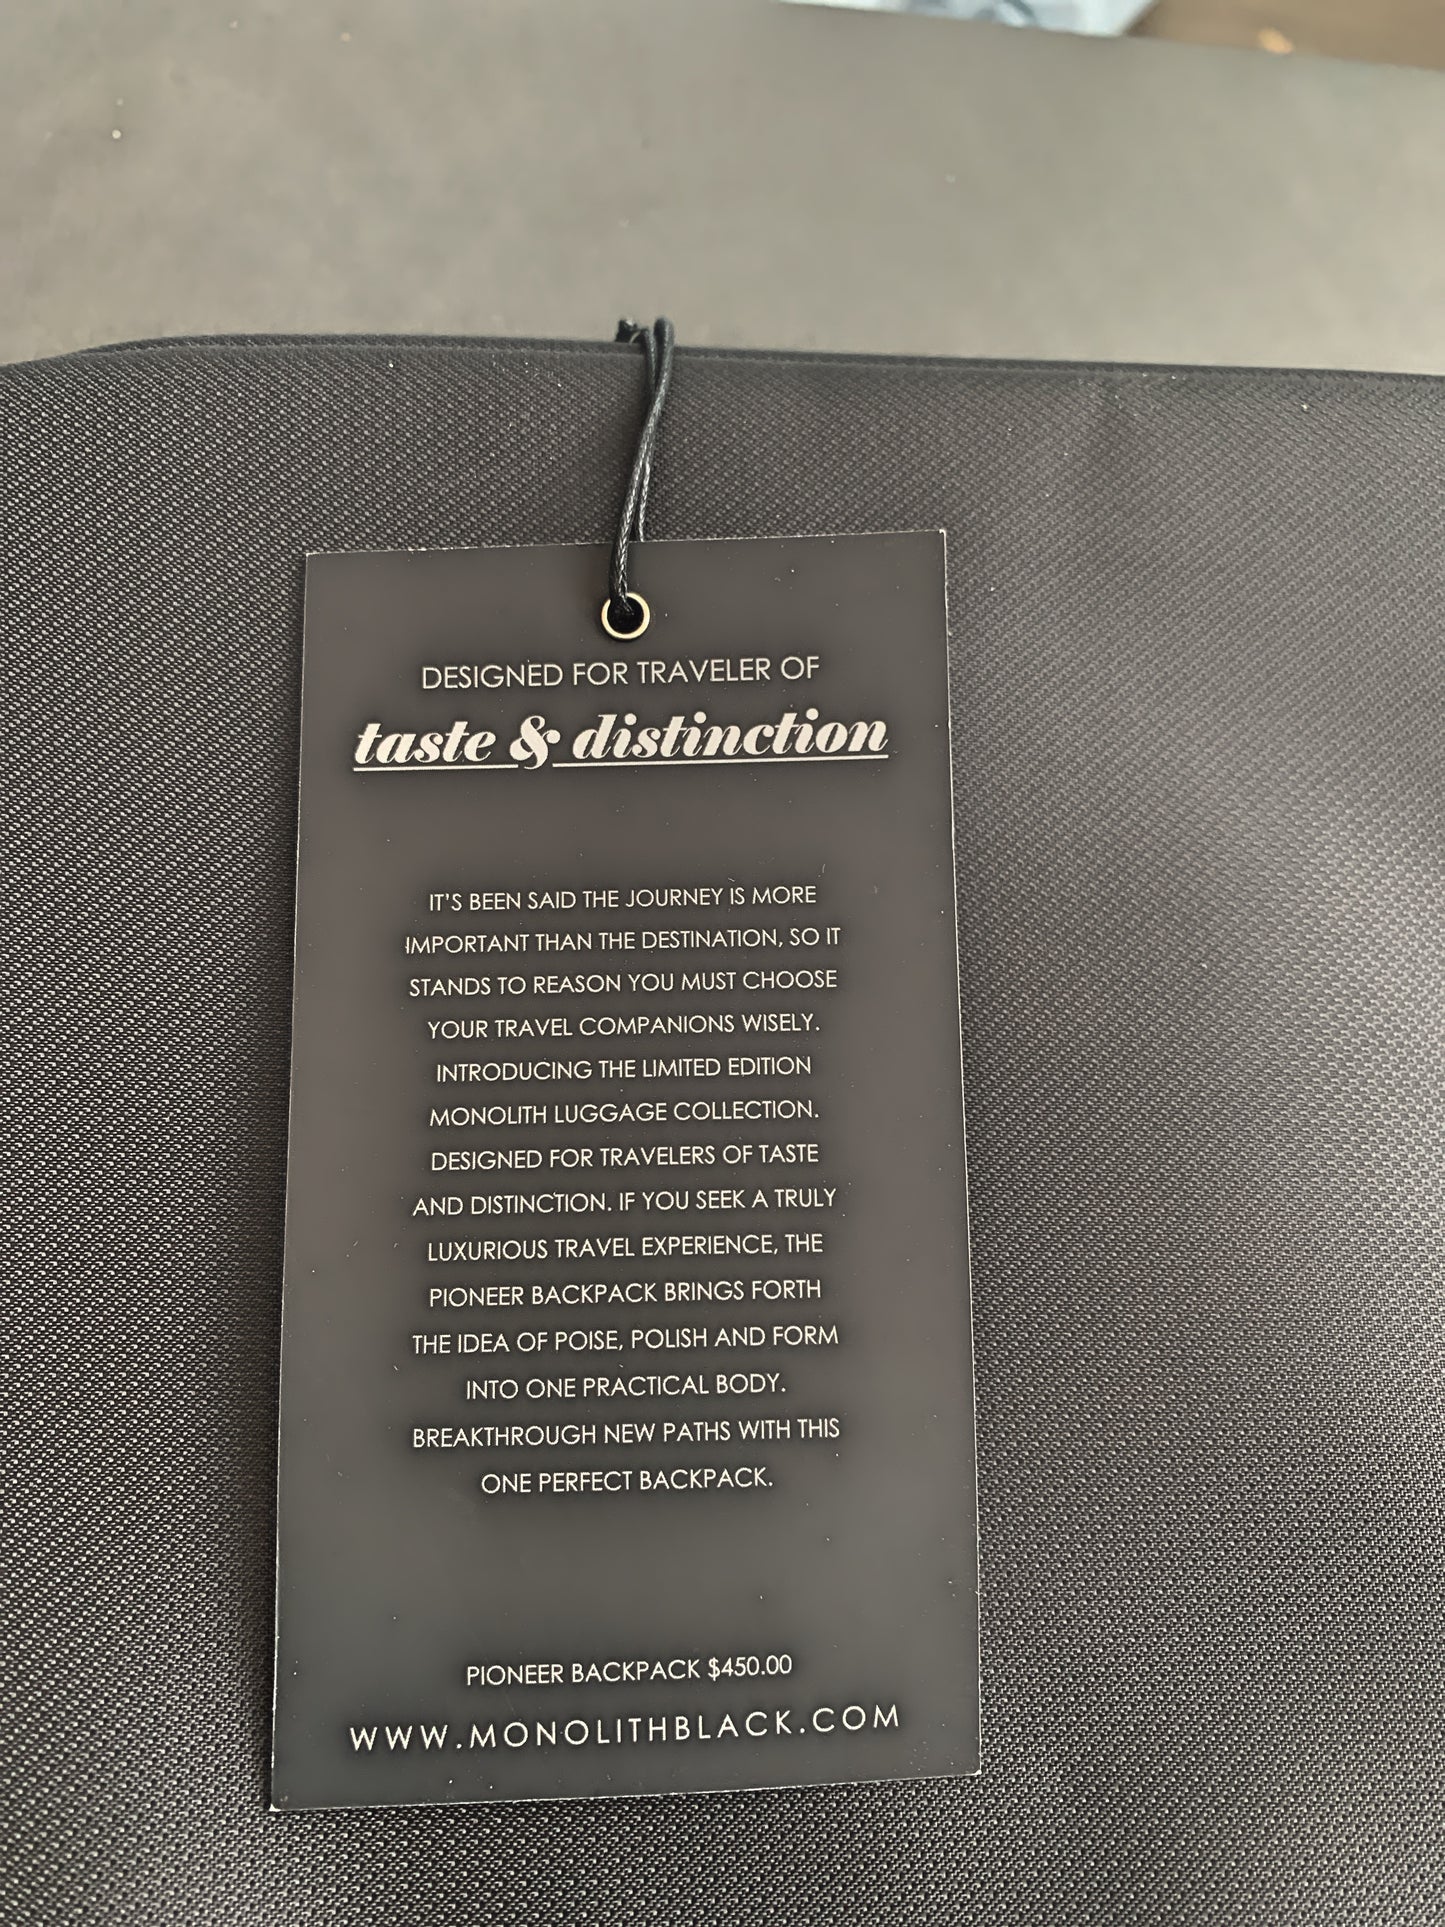 DESIGNED FOR TRAVELER OF
taste & distinction
IT'S BEEN SAID THE JOURNEY IS MORE
IMPORTANT THAN THE DESTINATION, SO IT
STANDS TO REASON YOU MUST CHOOSE
YOUR TRAVEL COMPANIONS WISELY.
INTRODUCING THE LIMITED EDITION
MONOLITH LUGGAGE COLLECTION.
DESIGNED FOR TRAVELERS OF TASTE
AND DISTINCTION. IF YOU SEEK A TRULY
LUXURIOUS TRAVEL EXPERIENCE, THE
PIONEER BACKPACK BRINGS FORTH
THE IDEA OF POISE, POLISH AND FORM
INTO ONE PRACTICAL BODY.
BREAKTHROUGH NEW PATHS WITH THIS
ONE PERFECT BACKPACK.
PIONEER BACKPACK $450.00
WWW.MONOLITHBLACK.COM